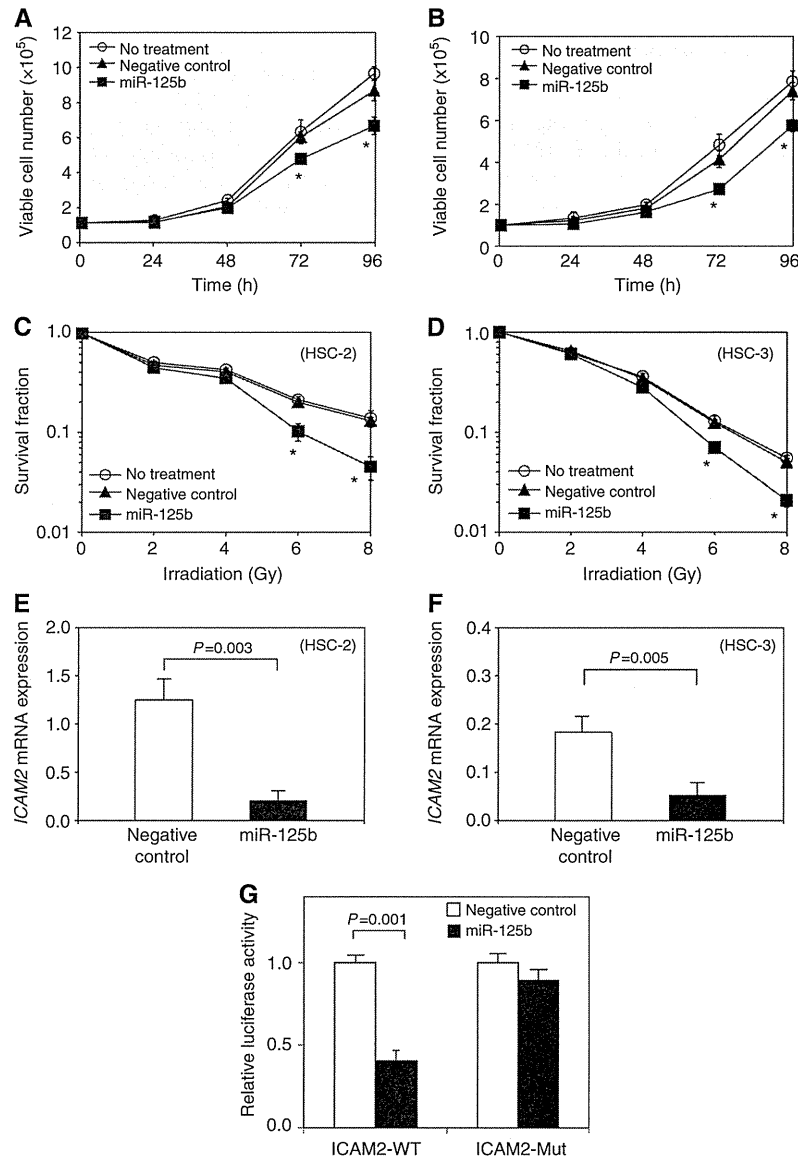 A
Viable cell number (×10⁵)
12
10
8
6
4
2
0
No treatment
Negative control
miR-125b
*
*
0 24 48 72 96
Time (h)
B
Viable cell number (×10⁵)
10
8
6
4
2
0
No treatment
Negative control
miR-125b
*
*
0 24 48 72 96
Time (h)
C
Survival fraction
1.0
0.1
0.01
(HSC-2)
No treatment
Negative control
miR-125b
*
*
0 2 4 6 8
Irradiation (Gy)
D
Survival fraction
1.0
0.1
0.01
(HSC-3)
No treatment
Negative control
miR-125b
*
*
0 2 4 6 8
Irradiation (Gy)
E
ICAM2 mRNA expression
2.0
1.5
1.0
0.5
0.0
(HSC-2)
P=0.003
Negative control
miR-125b
F
ICAM2 mRNA expression
0.4
0.3
0.2
0.1
0.0
(HSC-3)
P=0.005
Negative control
miR-125b
G
Relative luciferase activity
1.0
0.5
0.0
P=0.001
Negative control
miR-125b
ICAM2-WT
ICAM2-Mut